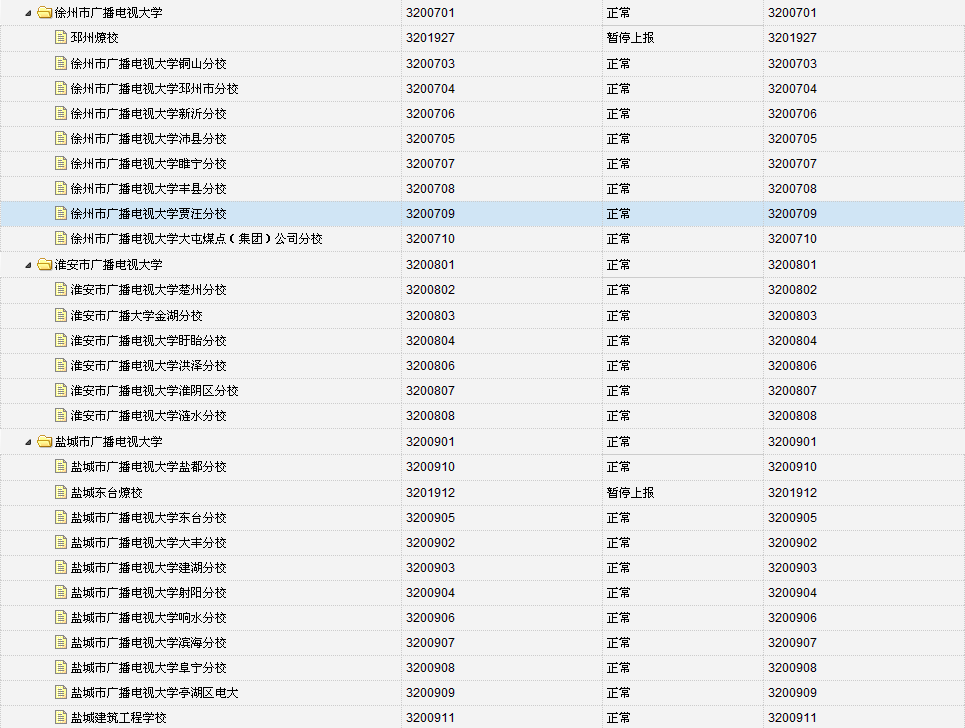 徐州市广播电视大学 3200701 正常 3200701
邳州燎校 3201927 暂停上报 3201927
徐州市广播电视大学铜山分校 3200703 正常 3200703
徐州市广播电视大学邳州市分校 3200704 正常 3200704
徐州市广播电视大学新沂分校 3200706 正常 3200706
徐州市广播电视大学沛县分校 3200705 正常 3200705
徐州市广播电视大学睢宁分校 3200707 正常 3200707
徐州市广播电视大学丰县分校 3200708 正常 3200708
徐州市广播电视大学贾汪分校 3200709 正常 3200709
徐州市广播电视大学大屯煤点（集团）公司分校 3200710 正常 3200710
淮安市广播电视大学 3200801 正常 3200801
淮安市广播电视大学楚州分校 3200802 正常 3200802
淮安市广播大学金湖分校 3200803 正常 3200803
淮安市广播电视大学盱眙分校 3200804 正常 3200804
淮安市广播电视大学洪泽分校 3200806 正常 3200806
淮安市广播电视大学淮阴区分校 3200807 正常 3200807
淮安市广播电视大学涟水分校 3200808 正常 3200808
盐城市广播电视大学 3200901 正常 3200901
盐城市广播电视大学盐都分校 3200910 正常 3200910
盐城东台燎校 3201912 暂停上报 3201912
盐城市广播电视大学东台分校 3200905 正常 3200905
盐城市广播电视大学大丰分校 3200902 正常 3200902
盐城市广播电视大学建湖分校 3200903 正常 3200903
盐城市广播电视大学射阳分校 3200904 正常 3200904
盐城市广播电视大学响水分校 3200906 正常 3200906
盐城市广播电视大学滨海分校 3200907 正常 3200907
盐城市广播电视大学阜宁分校 3200908 正常 3200908
盐城市广播电视大学亭湖区电大 3200909 正常 3200909
盐城建筑工程学校 3200911 正常 3200911